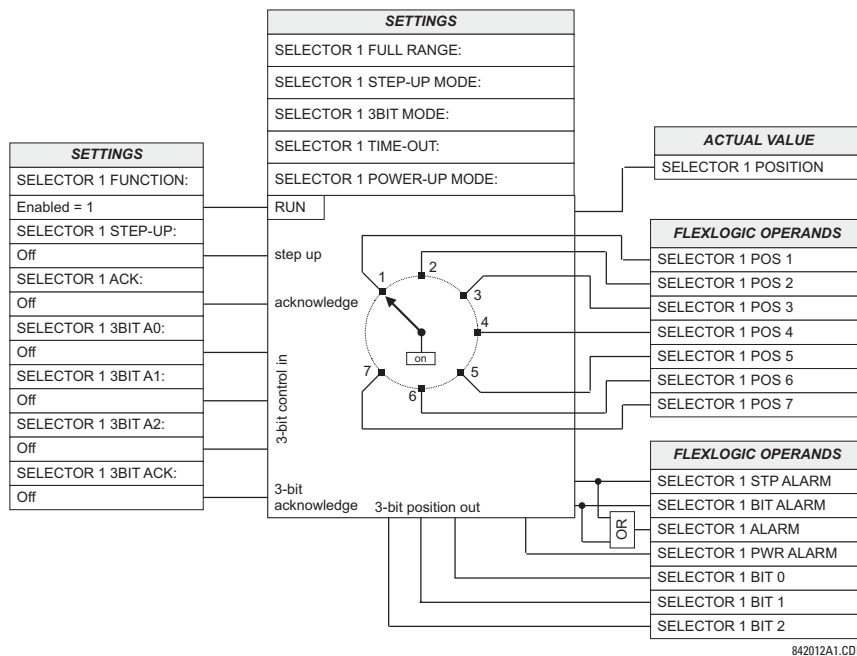 SETTINGS
SELECTOR 1 FULL RANGE:
SELECTOR 1 STEP-UP MODE:
SELECTOR 1 3BIT MODE:
SELECTOR 1 TIME-OUT:
SELECTOR 1 POWER-UP MODE:
SETTINGS
SELECTOR 1 FUNCTION:
Enabled = 1
SELECTOR 1 STEP-UP:
Off
SELECTOR 1 ACK:
Off
SELECTOR 1 3BIT A0:
Off
SELECTOR 1 3BIT A1:
Off
SELECTOR 1 3BIT A2:
Off
SELECTOR 1 3BIT ACK:
Off
RUN
step up
acknowledge
3-bit control in
3-bit
acknowledge
3-bit position out
1
2
3
4
5
6
7
on
ACTUAL VALUE
SELECTOR 1 POSITION
FLEXLOGIC OPERANDS
SELECTOR 1 POS 1
SELECTOR 1 POS 2
SELECTOR 1 POS 3
SELECTOR 1 POS 4
SELECTOR 1 POS 5
SELECTOR 1 POS 6
SELECTOR 1 POS 7
FLEXLOGIC OPERANDS
SELECTOR 1 STP ALARM
SELECTOR 1 BIT ALARM
SELECTOR 1 ALARM
SELECTOR 1 PWR ALARM
SELECTOR 1 BIT 0
SELECTOR 1 BIT 1
SELECTOR 1 BIT 2
OR